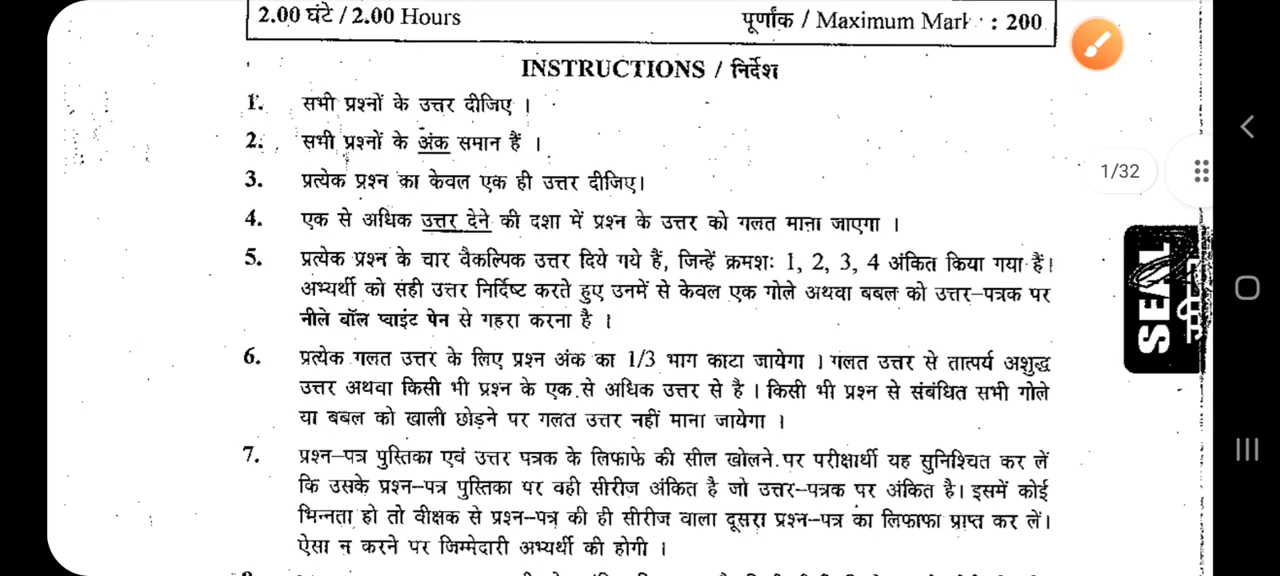 2.00 घंटे / 2.00 Hours
पूर्णांक / Maximum Mark : 200
INSTRUCTIONS / निर्देश
1. सभी प्रश्नों के उत्तर दीजिए ।
2. सभी प्रश्नों के अंक समान हैं ।
3. प्रत्येक प्रश्न का केवल एक ही उत्तर दीजिए।
4. एक से अधिक उत्तर देने की दशा में प्रश्न के उत्तर को गलत माना जाएगा ।
5. प्रत्येक प्रश्न के चार वैकल्पिक उत्तर दिये गये हैं, जिन्हें क्रमशः 1, 2, 3, 4 अंकित किया गया है।
अभ्यर्थी को सही उत्तर निर्दिष्ट करते हुए उनमें से केवल एक गोले अथवा बबल को उत्तर-पत्रक पर
नीले बॉल प्वाइंट पेन से गहरा करना है ।
6. प्रत्येक गलत उत्तर के लिए प्रश्न अंक का 1/3 भाग काटा जायेगा । गलत उत्तर से तात्पर्य अशुद्ध
उत्तर अथवा किसी भी प्रश्न के एक से अधिक उत्तर से है । किसी भी प्रश्न से संबंधित सभी गोले
या बबल को खाली छोड़ने पर गलत उत्तर नहीं माना जायेगा ।
7. प्रश्न-पत्र पुस्तिका एवं उत्तर पत्रक के लिफाफे की सील खोलने पर परीक्षार्थी यह सुनिश्चित कर लें
कि उसके प्रश्न-पत्र पुस्तिका पर वही सीरीज अंकित है जो उत्तर-पत्रक पर अंकित है। इसमें कोई
भिन्नता हो तो वीक्षक से प्रश्न-पत्र की ही सीरीज वाला दूसरा प्रश्न-पत्र का लिफाफा प्राप्त कर लें।
ऐसा न करने पर जिम्मेदारी अभ्यर्थी की होगी ।
1/32
SEAL